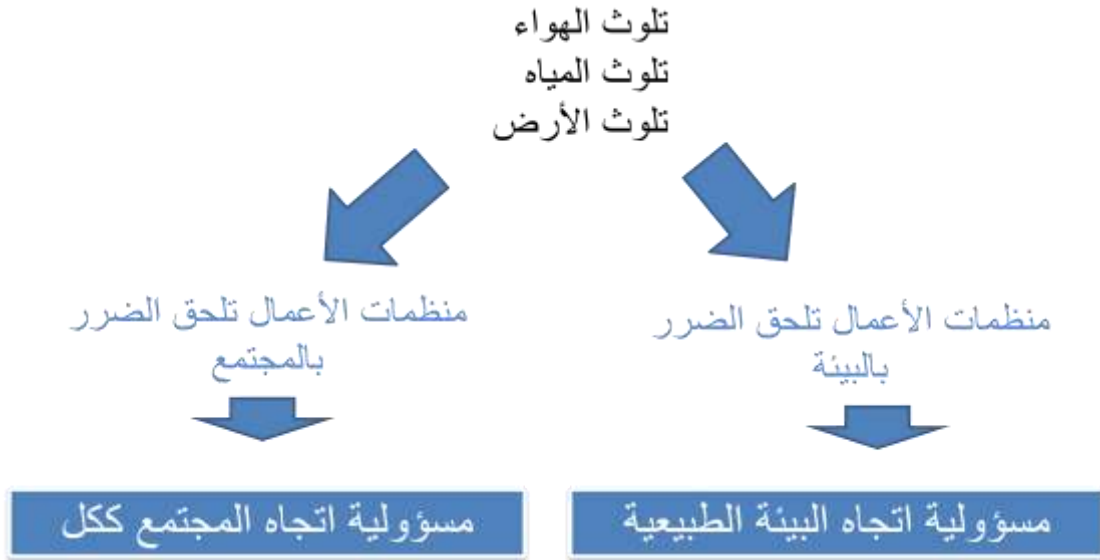 تلوث الهواء
تلوث المياه
تلوث الأرض
منظمات الأعمال تلحق الضرر
بالبيئة
منظمات الأعمال تلحق الضرر
بالمجتمع
مسؤولية اتجاه البيئة الطبيعية
مسؤولية اتجاه المجتمع ككل